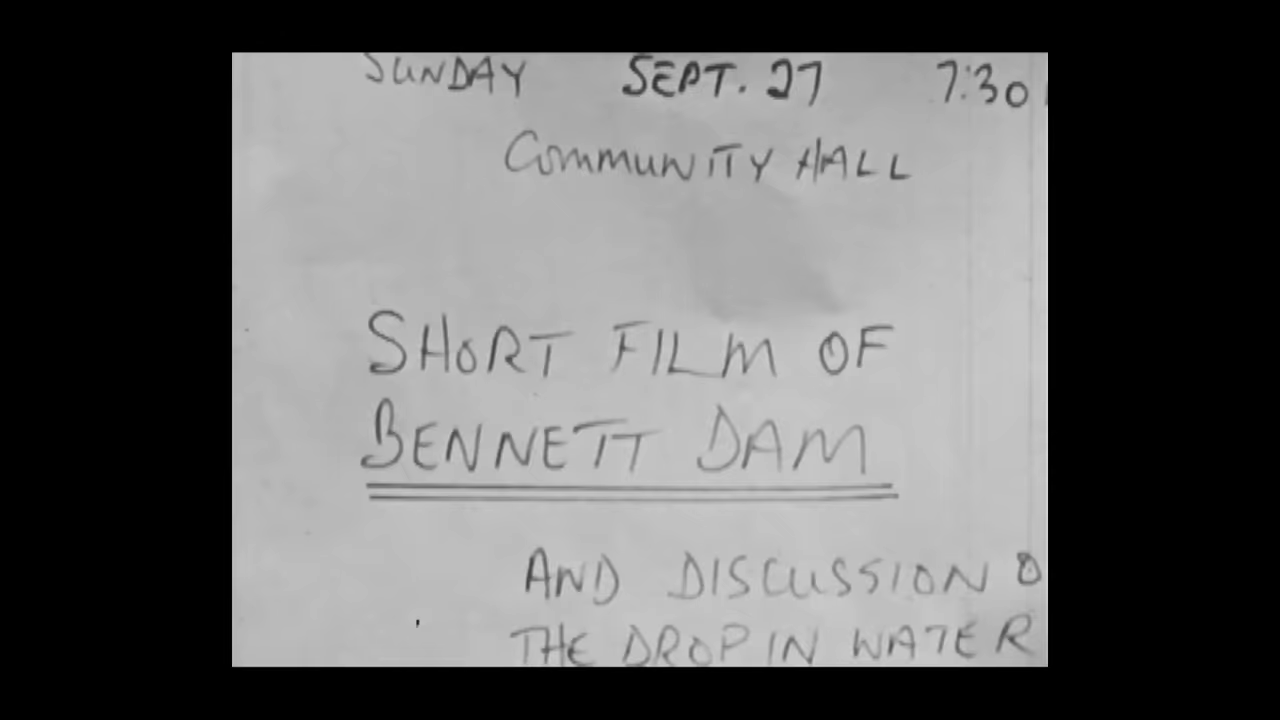 SUNDAY SEPT. 27 7:30
COMMUNITY HALL
SHORT FILM OF
BENNETT DAM
AND DISCUSSION O
THE DROP IN WATER